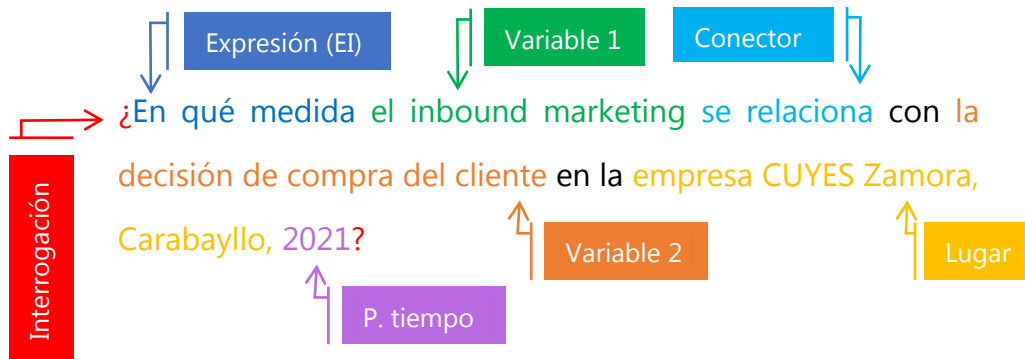 Expresión (EI)
Variable 1
Conector
¿En qué medida el inbound marketing se relaciona con la
decisión de compra del cliente en la empresa CUYES Zamora,
Carabayllo, 2021?
Interrogación
Variable 2
Lugar
P. tiempo